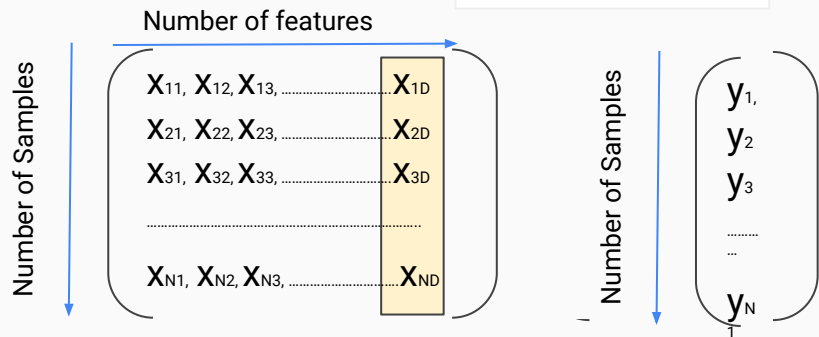 Number of features
Number of Samples
X11, X12, X13, ................................X1D
X21, X22, X23, ................................X2D
X31, X32, X33, ................................X3D
................................................................................
XN1, XN2, XN3, ................................XND
Number of Samples
y1,
y2
y3
.........
...
yN
1